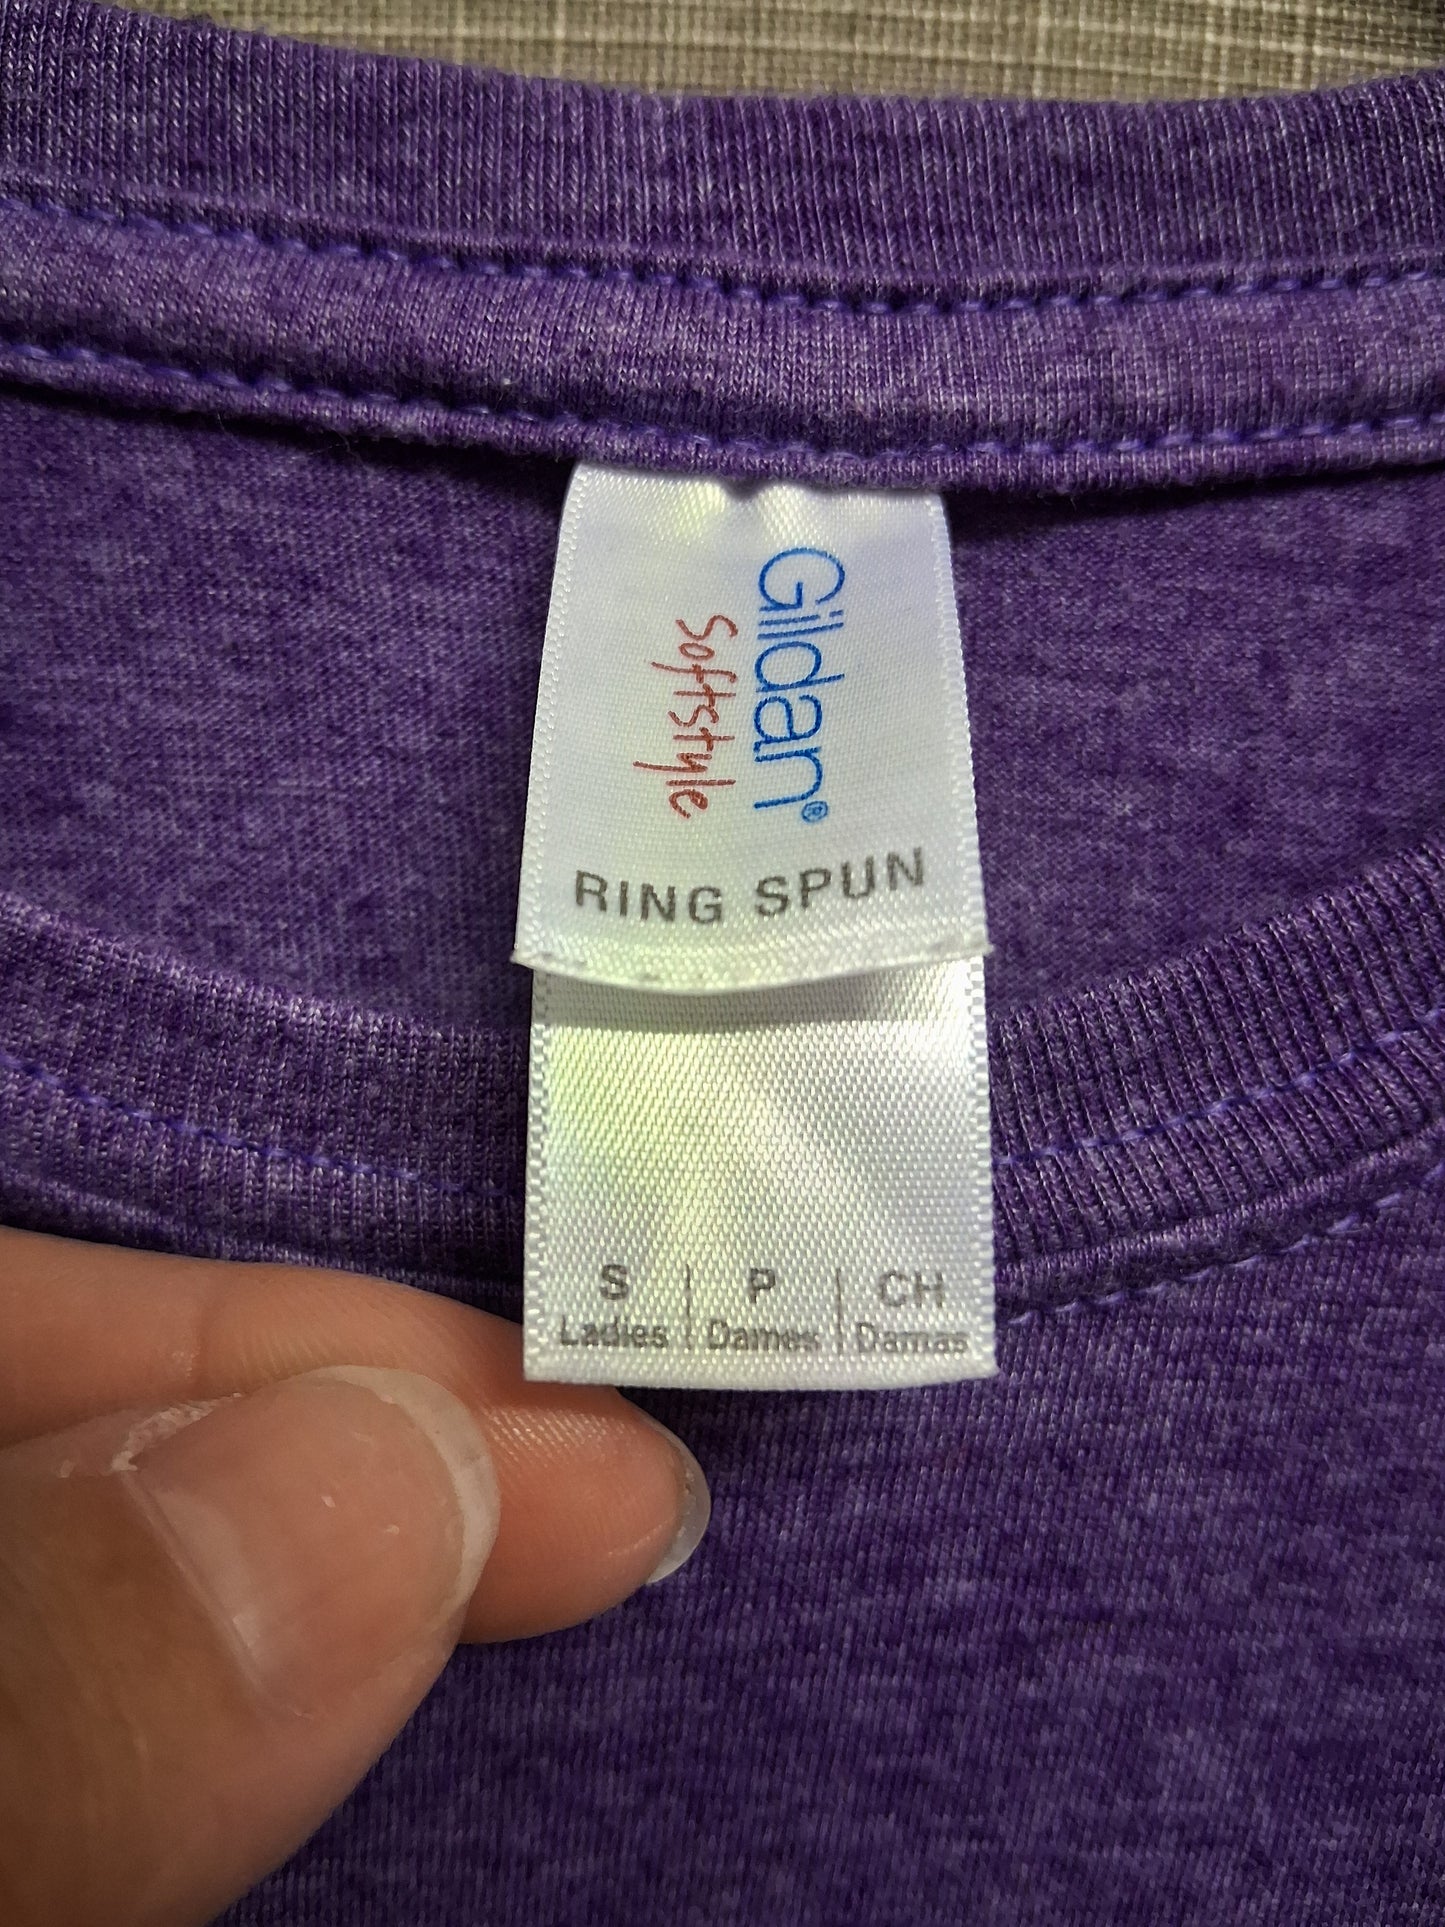 Gildan®
Softstyle
RING SPUN
S | P | CH
Ladies | Dames | Damas